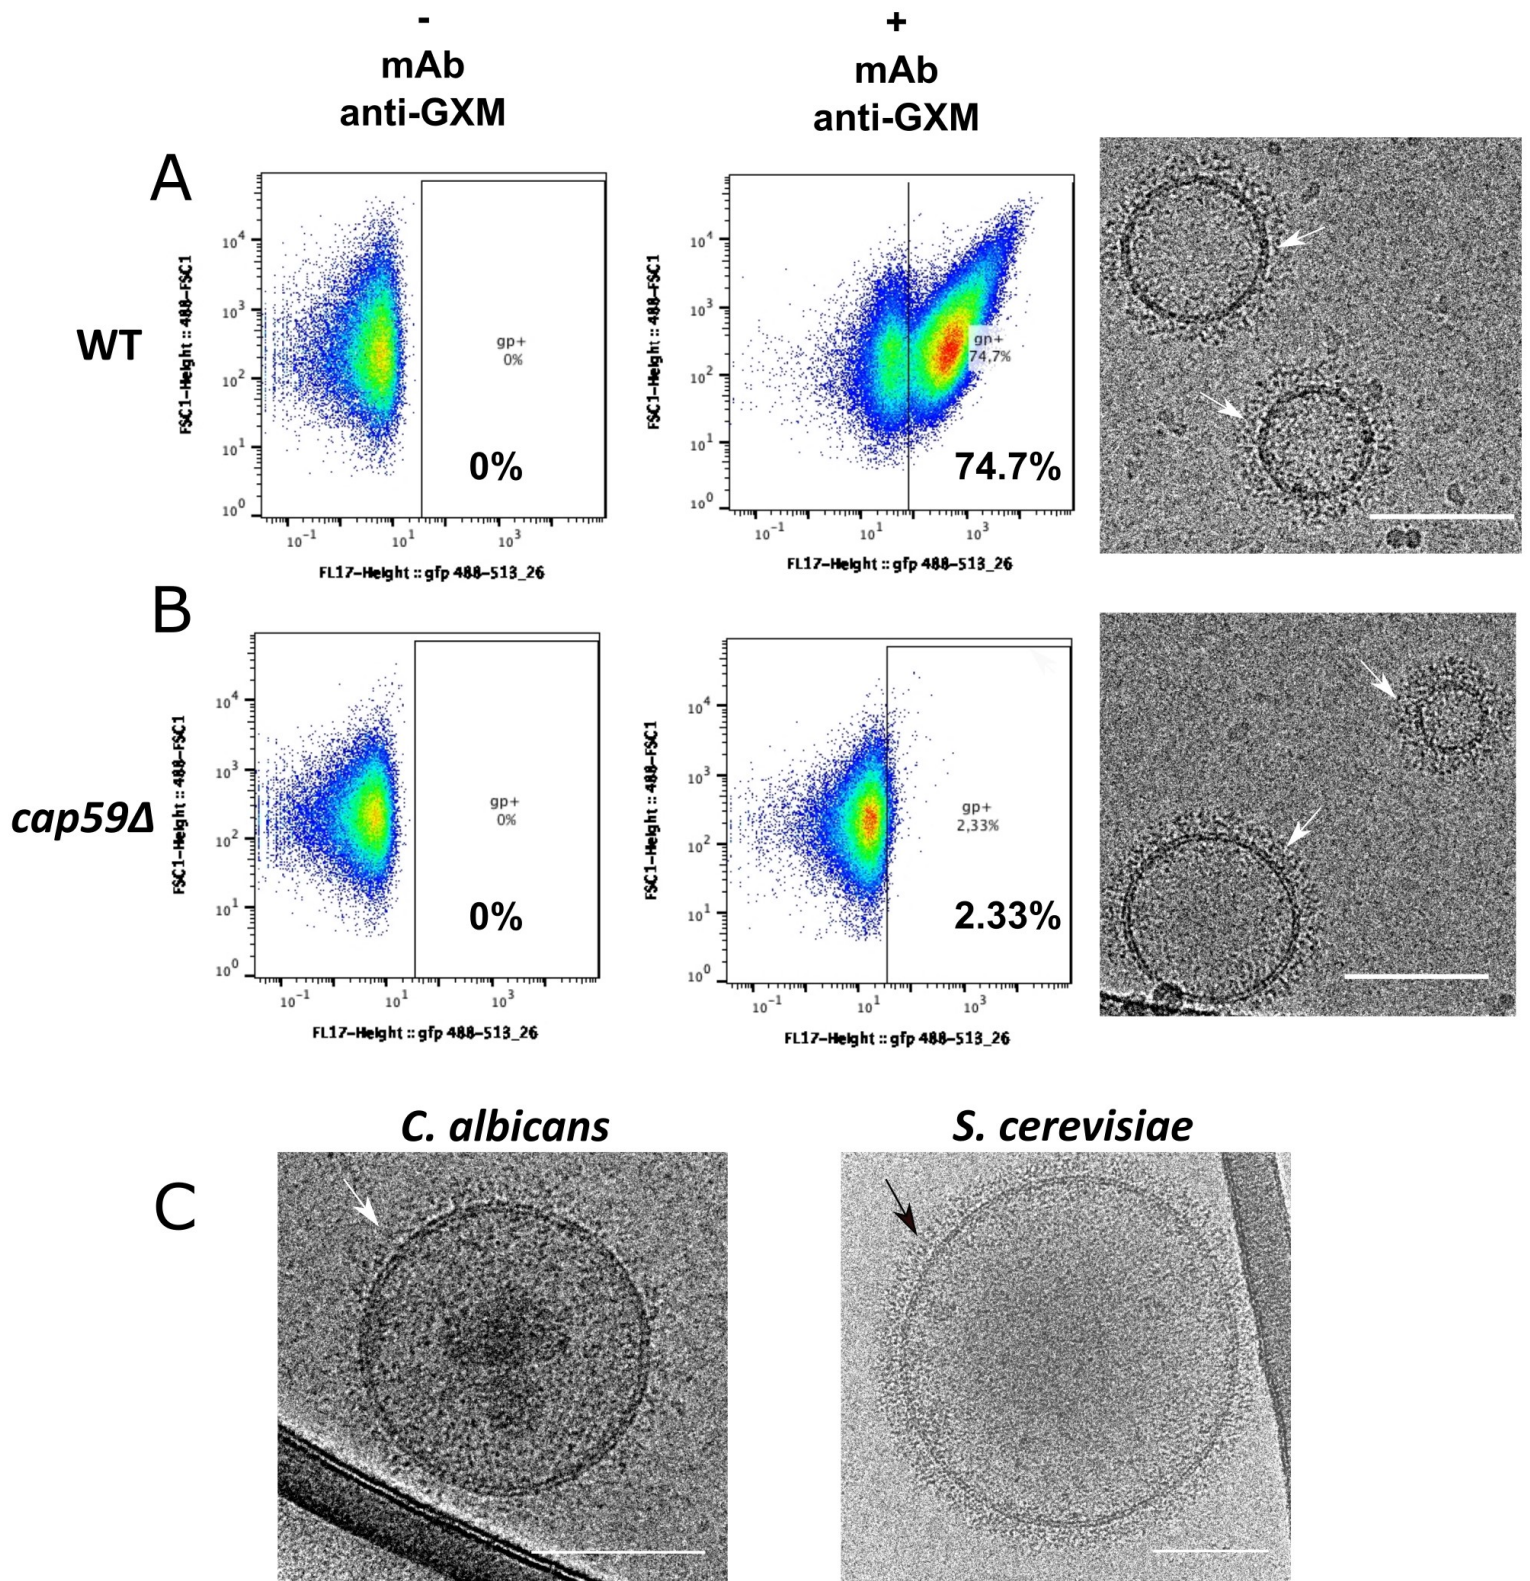 -
mAb
anti-GXM
+
mAb
anti-GXM
A
WT
FSC1-Height :: 488-FSC1
10⁴
10³
10²
10¹
10⁰
gp+
0%
0%
10⁻¹ 10¹ 10³
FL17-Height :: gfp 488-513_26
FSC1-Height :: 488-FSC1
10⁴
10³
10²
10¹
10⁰
gp+
74,7%
74.7%
10⁻¹ 10¹ 10³
FL17-Height :: gfp 488-513_26
B
cap59Δ
FSC1-Height :: 488-FSC1
10⁴
10³
10²
10¹
10⁰
gp+
0%
0%
10⁻¹ 10¹ 10³
FL17-Height :: gfp 488-513_26
FSC1-Height :: 488-FSC1
10⁴
10³
10²
10¹
10⁰
gp+
2,33%
2.33%
10⁻¹ 10¹ 10³
FL17-Height :: gfp 488-513_26
C
C. albicans
S. cerevisiae